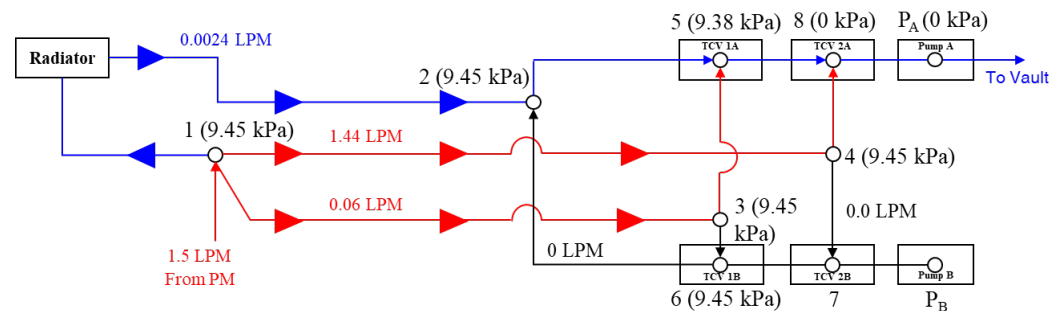 5 (9.38 kPa)
8 (0 kPa)
P_A (0 kPa)
Radiator
0.0024 LPM
TCV 1A
TCV 2A
Pump A
To Vault
2 (9.45 kPa)
1 (9.45 kPa)
1.44 LPM
4 (9.45 kPa)
0.06 LPM
3 (9.45
kPa)
0.0 LPM
0 LPM
1.5 LPM
From PM
TCV 1B
TCV 2B
Pump B
6 (9.45 kPa)
7
P_B